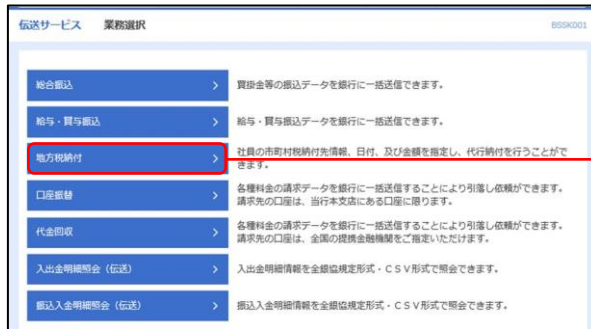 伝送サービス 業務選択
BSSK001
総合振込
買掛金等の振込データを銀行に一括送信できます。
給与・賞与振込
給与・賞与振込データを銀行に一括送信できます。
地方税納付
社員の市町村税納付先情報、日付、及び金額を指定し、代行納付を行うことがで
きます。
口座振替
各種料金の請求データを銀行に一括送信することにより引落し依頼ができます。
請求先の口座は、当行本支店にある口座に限ります。
代金回収
各種料金の請求データを銀行に一括送信することにより引落し依頼ができます。
請求先の口座は、全国の提携金融機関をご指定いただけます。
入出金明細照会（伝送）
入出金明細情報を全銀協規定形式・ＣＳＶ形式で照会できます。
振込入金明細照会（伝送）
振込入金明細情報を全銀協規定形式・ＣＳＶ形式で照会できます。